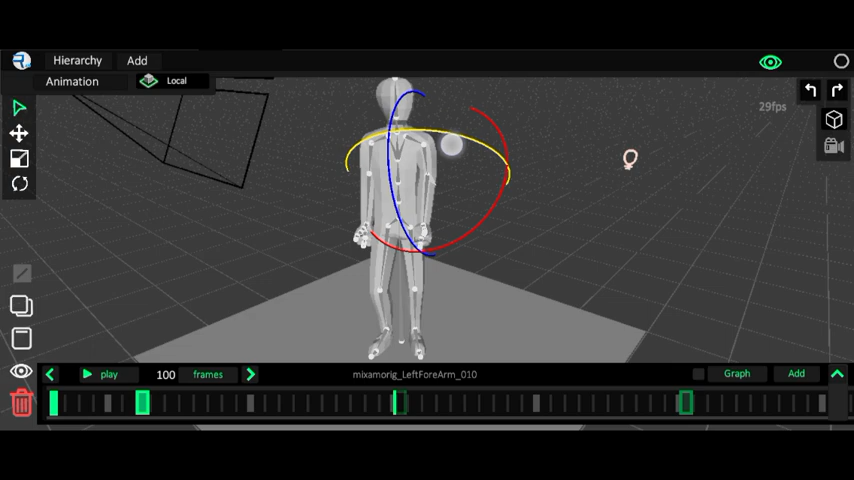 Hierarchy Add
Animation Local
29fps
play 100 frames mixamorig_LeftForeArm_010 Graph Add